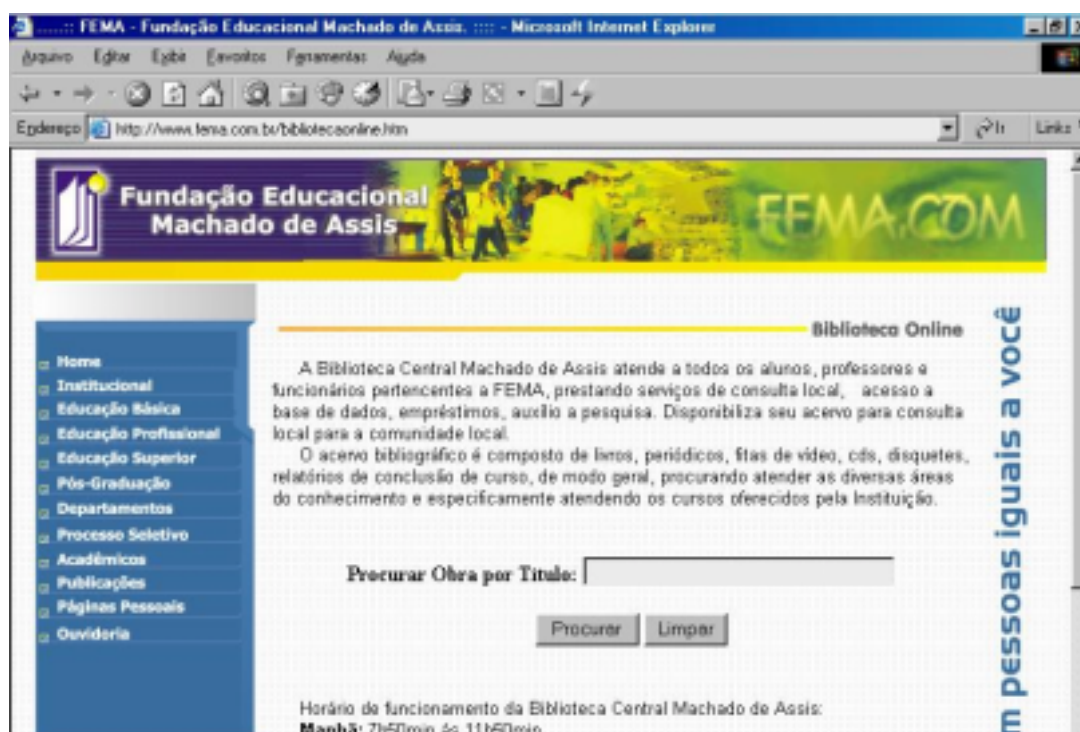 .....:: FEMA - Fundação Educacional Machado de Assis. :::: - Microsoft Internet Explorer
Arquivo Editar Exibir Favoritos Ferramentas Ajuda
Endereço http://www.fema.com.br/bibliotecaonline.htm Ir Links
Fundação Educacional
Machado de Assis
FEMA.COM
Biblioteca Online
Home
Institucional
Educação Básica
Educação Profissional
Educação Superior
Pós-Graduação
Departamentos
Processo Seletivo
Acadêmicos
Publicações
Páginas Pessoais
Ouvidoria
A Biblioteca Central Machado de Assis atende a todos os alunos, professores e
funcionários pertencentes a FEMA, prestando serviços de consulta local, acesso a
base de dados, empréstimos, auxílio a pesquisa. Disponibiliza seu acervo para consulta
local para a comunidade local.
O acervo bibliográfico é composto de livros, periódicos, fitas de vídeo, cds, disquetes,
relatórios de conclusão de curso, de modo geral, procurando atender as diversas áreas
do conhecimento e especificamente atendendo os cursos oferecidos pela Instituição.
Procurar Obra por Titulo:
Procurar Limpar
Horário de funcionamento da Biblioteca Central Machado de Assis:
Manhã: 7h50min às 11h50min
m pessoas iguais a você